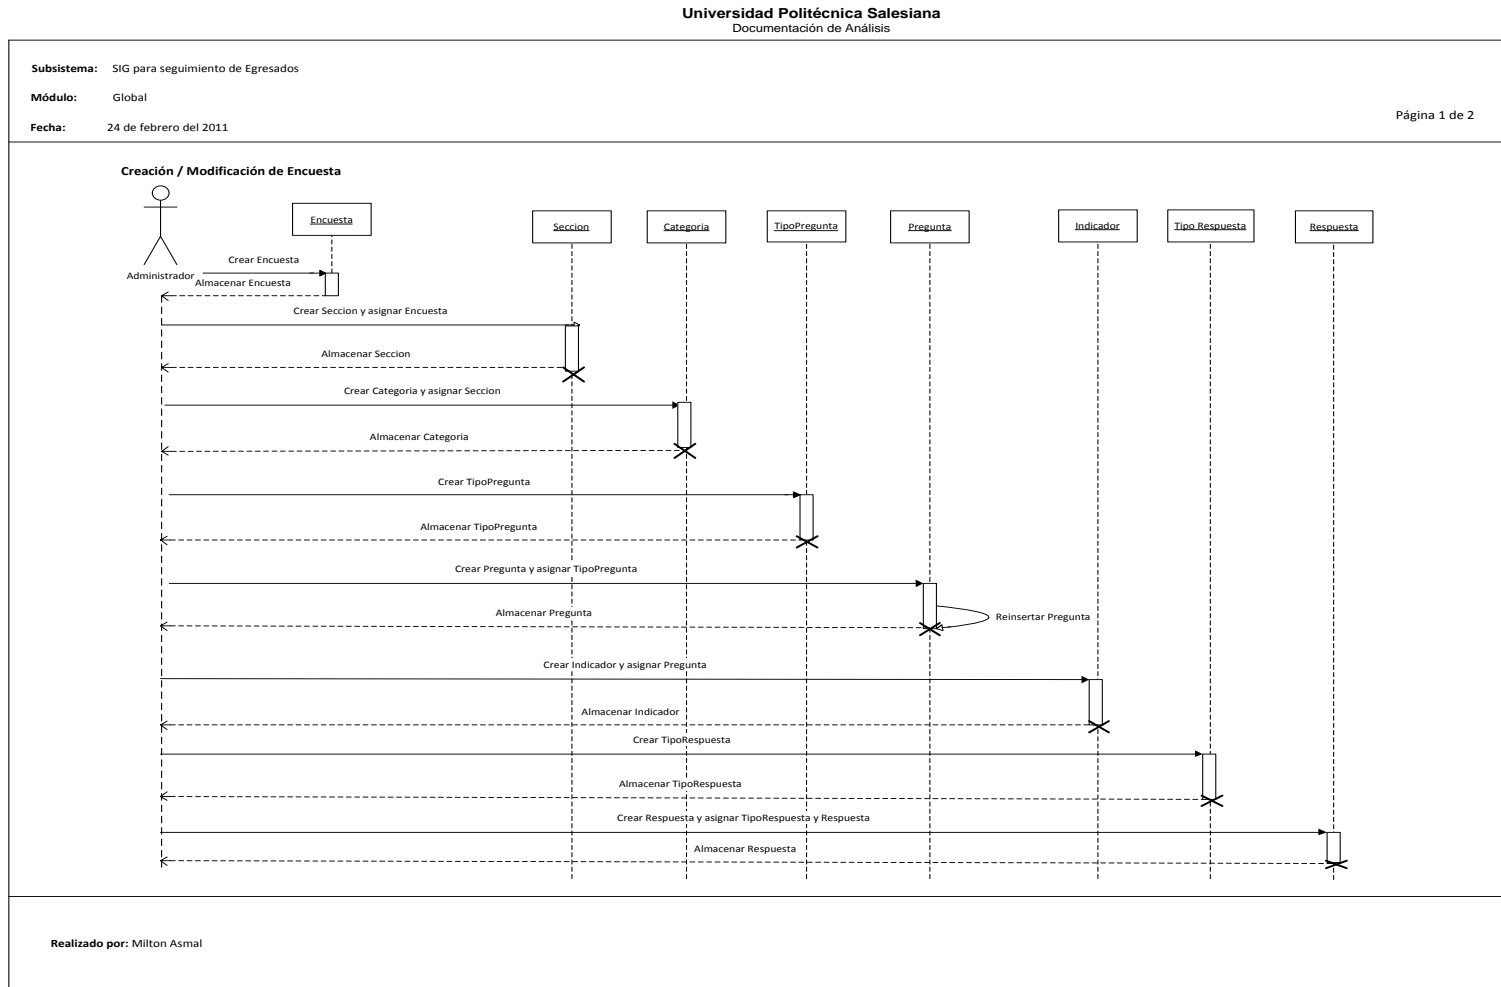 Universidad Politécnica Salesiana
Documentación de Análisis
Subsistema: SIG para seguimiento de Egresados
Módulo: Global
Página 1 de 2
Fecha: 24 de febrero del 2011
Creación / Modificación de Encuesta
Encuesta
Seccion
Categoria
TipoPregunta
Pregunta
Indicador
Tipo Respuesta
Respuesta
Crear Encuesta
Administrador
Almacenar Encuesta
Crear Seccion y asignar Encuesta
Almacenar Seccion
Crear Categoria y asignar Seccion
Almacenar Categoria
Crear TipoPregunta
Almacenar TipoPregunta
Crear Pregunta y asignar TipoPregunta
Almacenar Pregunta
Reinsertar Pregunta
Crear Indicador y asignar Pregunta
Almacenar Indicador
Crear TipoRespuesta
Almacenar TipoRespuesta
Crear Respuesta y asignar TipoRespuesta y Respuesta
Almacenar Respuesta
Realizado por: Milton Asmal